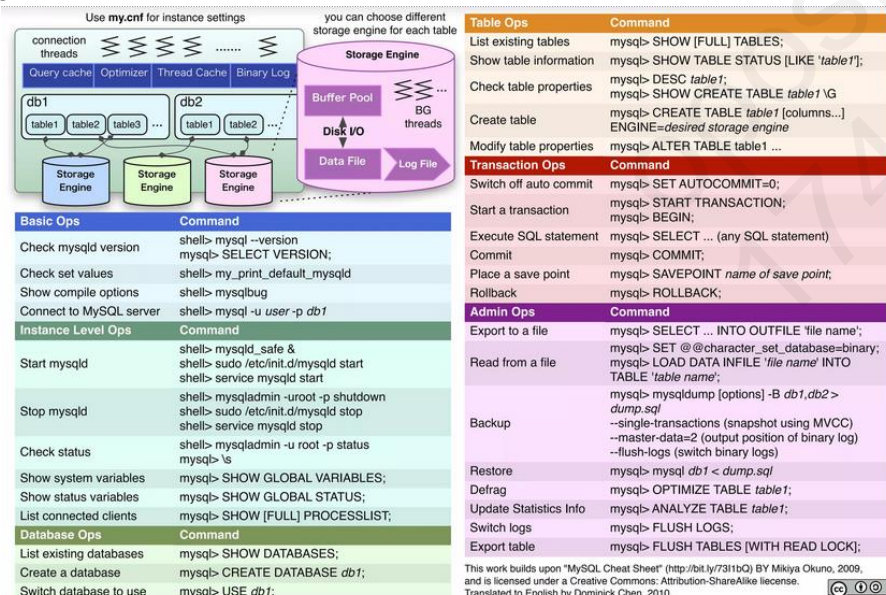 Use my.cnf for instance settings
you can choose different
storage engine for each table
connection
threads
.......
Query cache
Optimizer
Thread Cache
Binary Log
db1
table1
table2
table3
...
db2
table1
table2
...
Storage
Engine
Storage
Engine
Storage
Engine
Storage Engine
Buffer Pool
...
BG
threads
Disk I/O
Data File
Log File
Basic Ops Command
Check mysqld version
shell> mysql --version
mysql> SELECT VERSION;
Check set values shell> my_print_default_mysqld
Show compile options shell> mysqlbug
Connect to MySQL server shell> mysql -u user -p db1
Instance Level Ops Command
Start mysqld
shell> mysqld_safe &
shell> sudo /etc/init.d/mysqld start
shell> service mysqld start
Stop mysqld
shell> mysqladmin -uroot -p shutdown
shell> sudo /etc/init.d/mysqld stop
shell> service mysqld stop
Check status
shell> mysqladmin -u root -p status
mysql> \s
Show system variables mysql> SHOW GLOBAL VARIABLES;
Show status variables mysql> SHOW GLOBAL STATUS;
List connected clients mysql> SHOW [FULL] PROCESSLIST;
Database Ops Command
List existing databases mysql> SHOW DATABASES;
Create a database mysql> CREATE DATABASE db1;
Switch database to use mysql> USE db1;
Table Ops Command
List existing tables mysql> SHOW [FULL] TABLES;
Show table information mysql> SHOW TABLE STATUS [LIKE 'table1'];
Check table properties
mysql> DESC table1;
mysql> SHOW CREATE TABLE table1 \G
Create table
mysql> CREATE TABLE table1 [columns...]
ENGINE=desired storage engine
Modify table properties mysql> ALTER TABLE table1 ...
Transaction Ops Command
Switch off auto commit mysql> SET AUTOCOMMIT=0;
Start a transaction
mysql> START TRANSACTION;
mysql> BEGIN;
Execute SQL statement mysql> SELECT ... (any SQL statement)
Commit mysql> COMMIT;
Place a save point mysql> SAVEPOINT name of save point;
Rollback mysql> ROLLBACK;
Admin Ops Command
Export to a file mysql> SELECT ... INTO OUTFILE 'file name';
Read from a file
mysql> SET @@character_set_database=binary;
mysql> LOAD DATA INFILE 'file name' INTO
TABLE 'table name';
Backup
mysql> mysqldump [options] -B db1,db2 >
dump.sql
--single-transactions (snapshot using MVCC)
--master-data=2 (output position of binary log)
--flush-logs (switch binary logs)
Restore mysql> mysql db1 < dump.sql
Defrag mysql> OPTIMIZE TABLE table1;
Update Statistics Info mysql> ANALYZE TABLE table1;
Switch logs mysql> FLUSH LOGS;
Export table mysql> FLUSH TABLES [WITH READ LOCK];
This work builds upon "MySQL Cheat Sheet" (http://bit.ly/73I1bQ) BY Mikiya Okuno, 2009,
and is licensed under a Creative Commons: Attribution-ShareAlike liecense.
Translated to English by Dominick Chen, 2010
cc